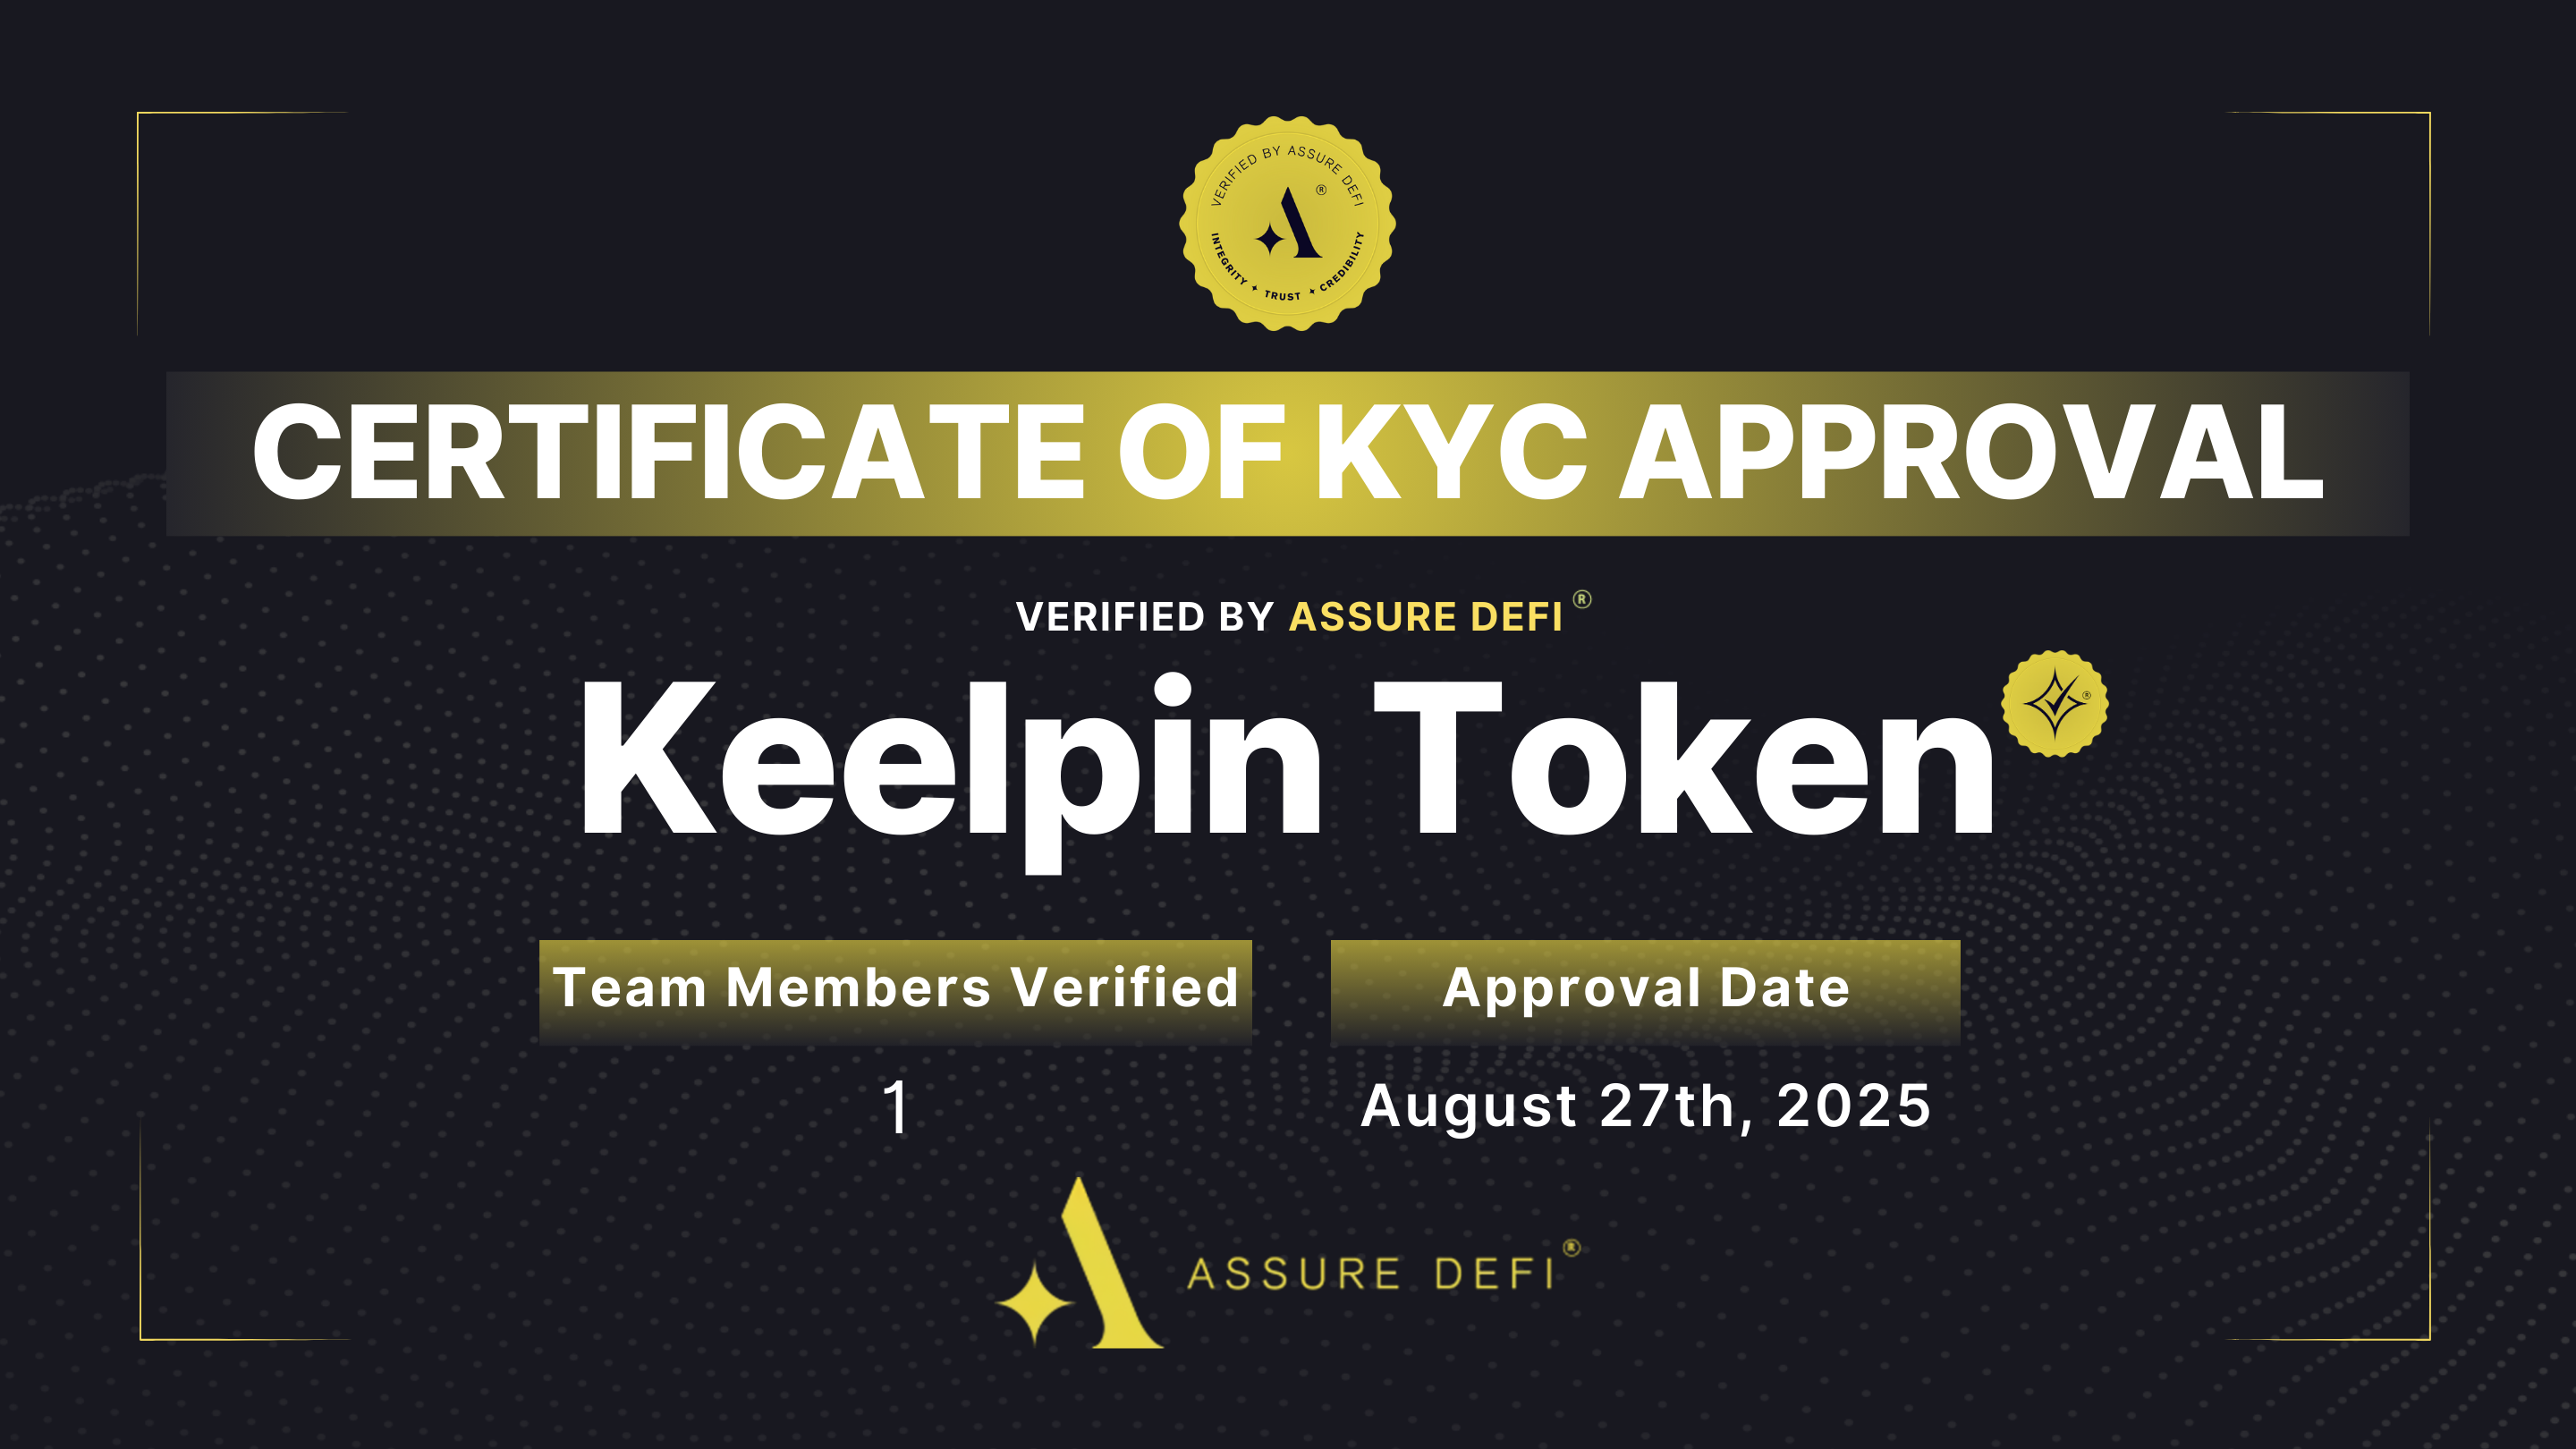 VERIFIED BY ASSURE DEFI
®
INTEGRITY ✦ TRUST ✦ CREDIBILITY
CERTIFICATE OF KYC APPROVAL
VERIFIED BY ASSURE DEFI®
Keelpin Token
®
Team Members Verified
Approval Date
1
August 27th, 2025
ASSURE DEFI®